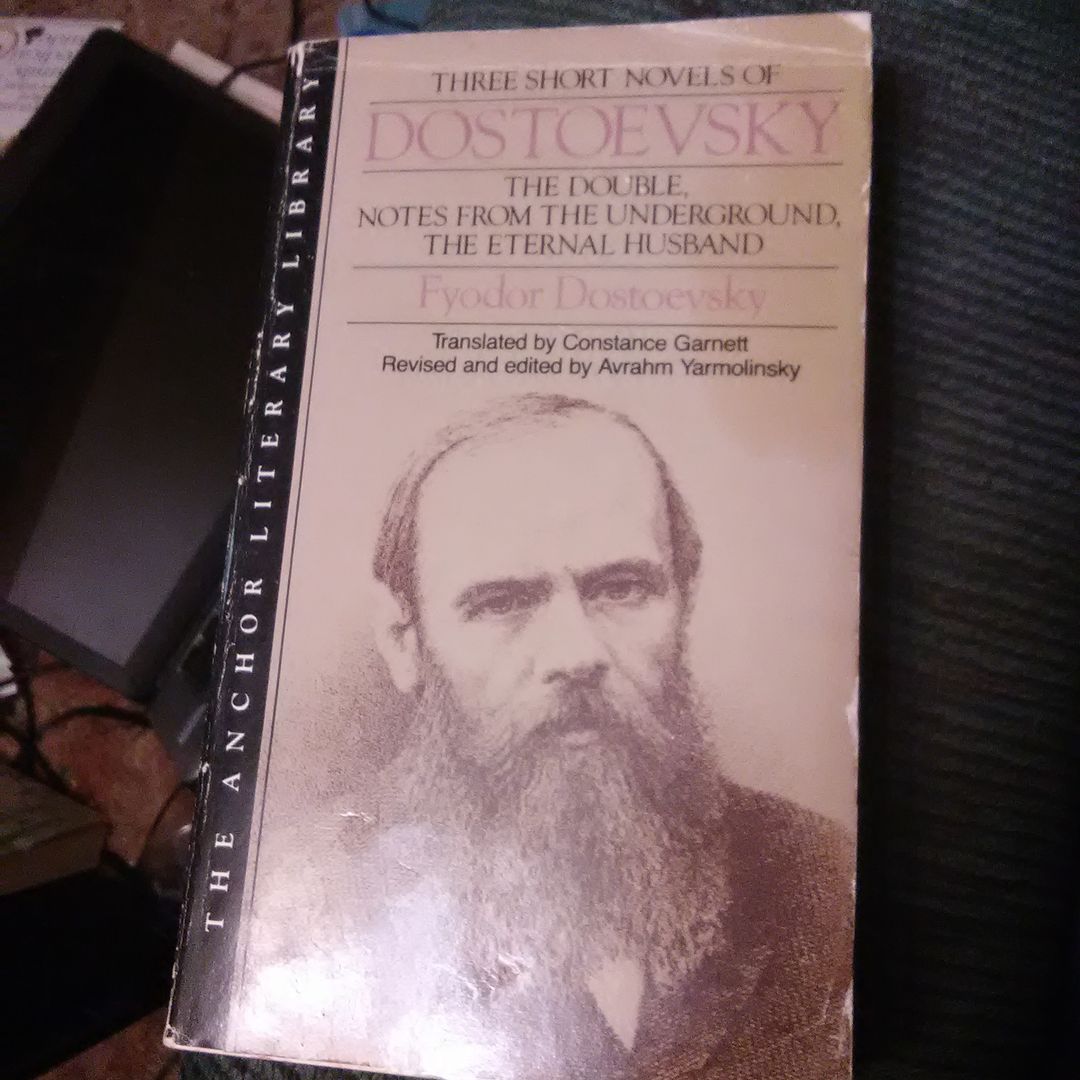 THREE SHORT NOVELS OF
DOSTOEVSKY
THE DOUBLE,
NOTES FROM THE UNDERGROUND,
THE ETERNAL HUSBAND
Fyodor Dostoevsky
Translated by Constance Garnett
Revised and edited by Avrahm Yarmolinsky
THE ANCHOR LITERARY LIBRARY